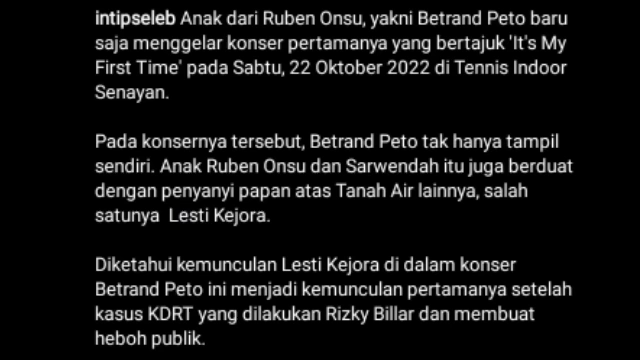 intipseleb Anak dari Ruben Onsu, yakni Betrand Peto baru
saja menggelar konser pertamanya yang bertajuk 'It's My
First Time' pada Sabtu, 22 Oktober 2022 di Tennis Indoor
Senayan.
Pada konsernya tersebut, Betrand Peto tak hanya tampil
sendiri. Anak Ruben Onsu dan Sarwendah itu juga berduat
dengan penyanyi papan atas Tanah Air lainnya, salah
satunya  Lesti Kejora.
Diketahui kemunculan Lesti Kejora di dalam konser
Betrand Peto ini menjadi kemunculan pertamanya setelah
kasus KDRT yang dilakukan Rizky Billar dan membuat
heboh publik.